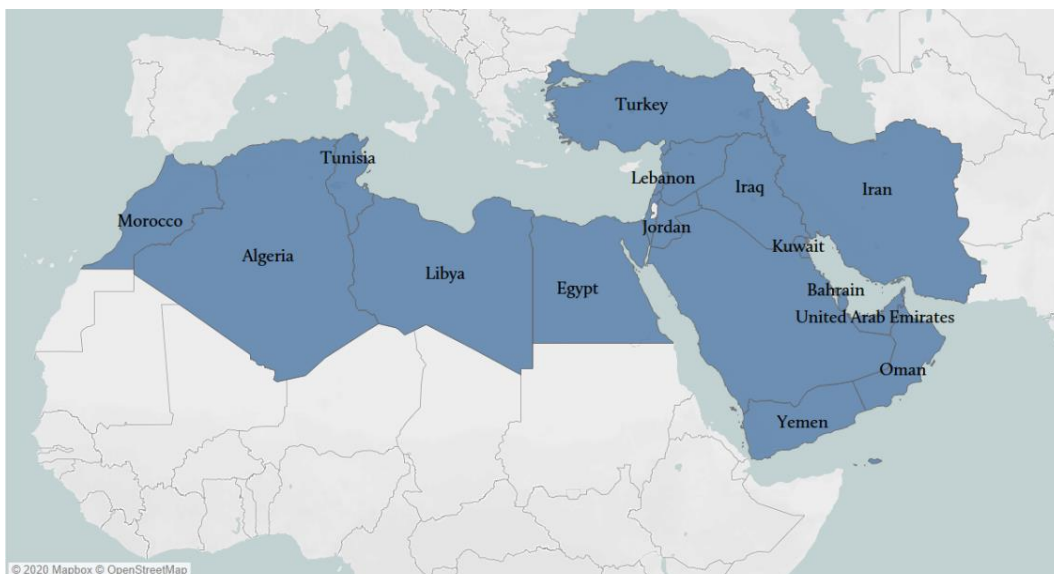 Turkey
Tunisia
Lebanon
Iraq
Iran
Morocco
Jordan
Algeria
Kuwait
Libya
Egypt
Bahrain
United Arab Emirates
Oman
Yemen
© 2020 Mapbox © OpenStreetMap